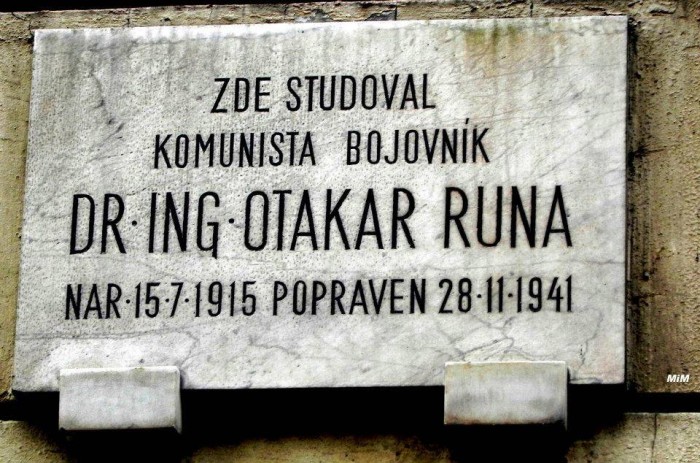 ZDE STUDOVAL
KOMUNISTA BOJOVNÍK
DR·ING·OTAKAR RUNA
NAR·15·7·1915 POPRAVEN 28·11·1941
MiM